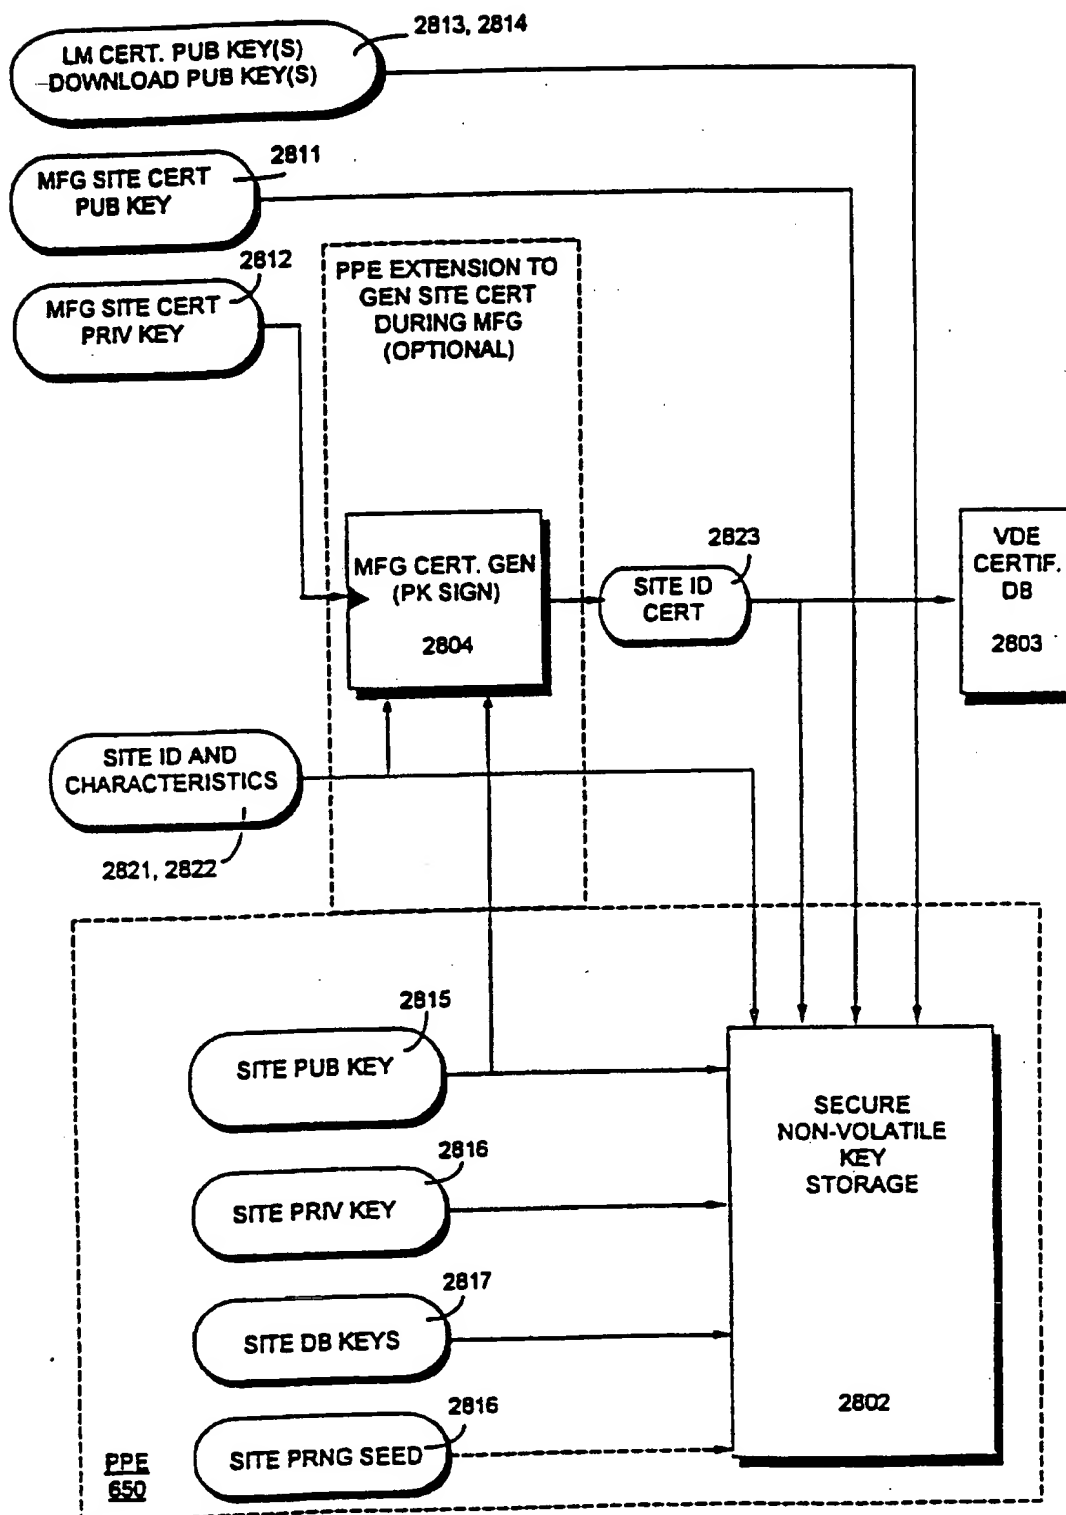 2813, 2814
LM CERT. PUB KEY(S)
DOWNLOAD PUB KEY(S)
2811
MFG SITE CERT
PUB KEY
2812
MFG SITE CERT
PRIV KEY
PPE EXTENSION TO
GEN SITE CERT
DURING MFG
(OPTIONAL)
MFG CERT. GEN
(PK SIGN)
2804
2823
SITE ID
CERT
VDE
CERTIF.
DB
2803
SITE ID AND
CHARACTERISTICS
2821, 2822
2815
SITE PUB KEY
2816
SITE PRIV KEY
2817
SITE DB KEYS
2816
SITE PRNG SEED
SECURE
NON-VOLATILE
KEY
STORAGE
2802
PPE
650